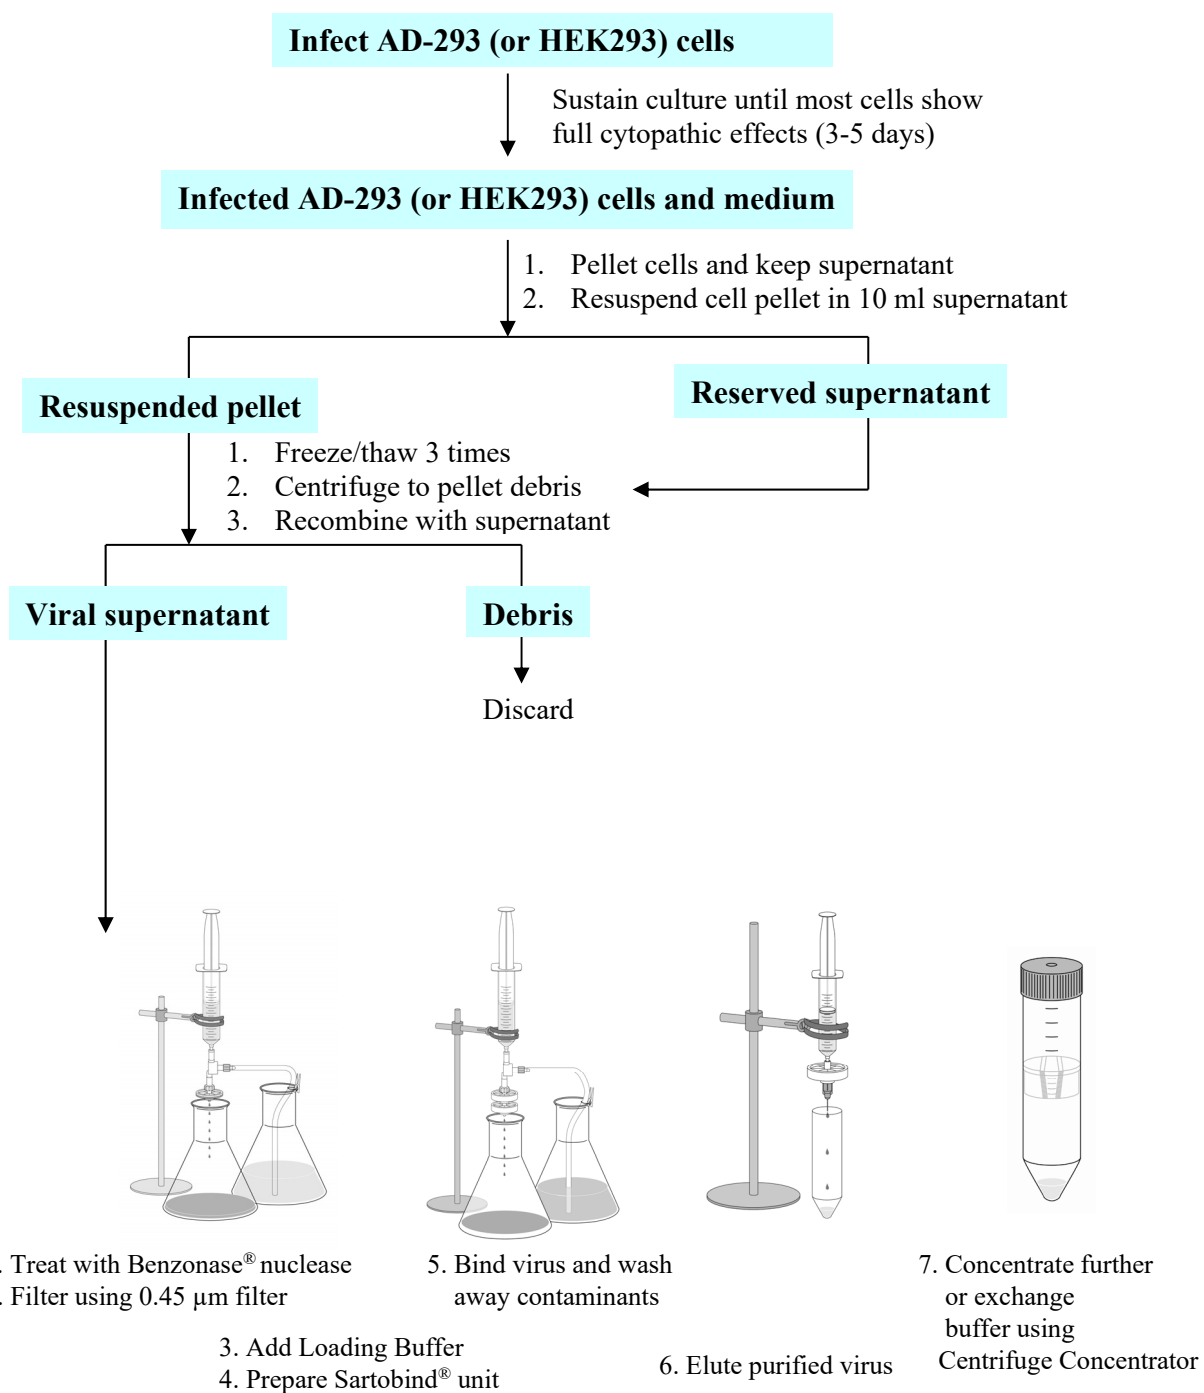 Infect AD-293 (or HEK293) cells
Sustain culture until most cells show
full cytopathic effects (3-5 days)
Infected AD-293 (or HEK293) cells and medium
1. Pellet cells and keep supernatant
2. Resuspend cell pellet in 10 ml supernatant
Resuspended pellet
Reserved supernatant
1. Freeze/thaw 3 times
2. Centrifuge to pellet debris
3. Recombine with supernatant
Viral supernatant
Debris
Discard
. Treat with Benzonase® nuclease
. Filter using 0.45 µm filter
3. Add Loading Buffer
4. Prepare Sartobind® unit
5. Bind virus and wash
away contaminants
6. Elute purified virus
7. Concentrate further
or exchange
buffer using
Centrifuge Concentrator